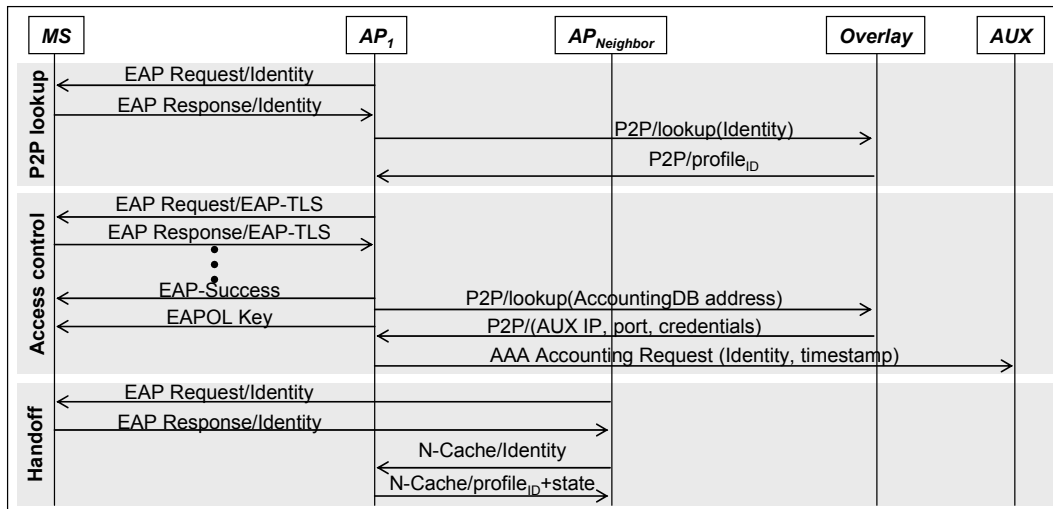 MS AP1 APNeighbor Overlay AUX
P2P lookup
EAP Request/Identity
EAP Response/Identity
P2P/lookup(Identity)
P2P/profileID
Access control
EAP Request/EAP-TLS
EAP Response/EAP-TLS
EAP-Success
P2P/lookup(AccountingDB address)
EAPOL Key
P2P/(AUX IP, port, credentials)
AAA Accounting Request (Identity, timestamp)
Handoff
EAP Request/Identity
EAP Response/Identity
N-Cache/Identity
N-Cache/profileID+state